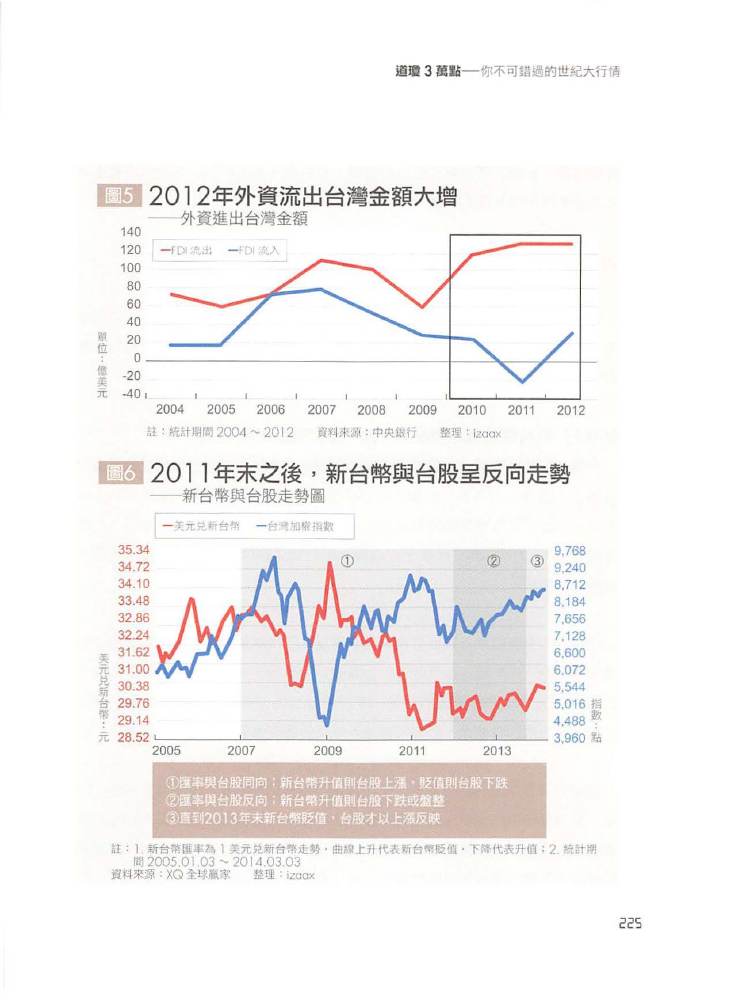 道瓊 3 萬點──你不可錯過的世紀大行情
圖5 2012年外資流出台灣金額大增
──外資進出台灣金額
140
120
100
80
60
40
20
0
-20
-40
單位：億美元
FDI 流出 FDI 流入
2004 2005 2006 2007 2008 2009 2010 2011 2012
註：統計期間 2004 ～ 2012 資料來源：中央銀行 整理：izaax
圖6 2011年末之後，新台幣與台股呈反向走勢
──新台幣與台股走勢圖
美元兌新台幣 台灣加權指數
35.34
34.72
34.10
33.48
32.86
32.24
31.62
31.00
30.38
29.76
29.14
28.52
美元兌新台幣：元
① ② ③
9,768
9,240
8,712
8,184
7,656
7,128
6,600
6,072
5,544
5,016
4,488
3,960
指數：點
2005 2007 2009 2011 2013
①匯率與台股同向；新台幣升值則台股上漲，貶值則台股下跌
②匯率與台股反向；新台幣升值則台股下跌或盤整
③直到2013年末新台幣貶值，台股才以上漲反映
註：1. 新台幣匯率為 1 美元兌新台幣走勢，曲線上升代表新台幣貶值，下降代表升值；2. 統計期
間 2005.01.03 ～ 2014.03.03
資料來源：XQ 全球贏家 整理：izaax
225